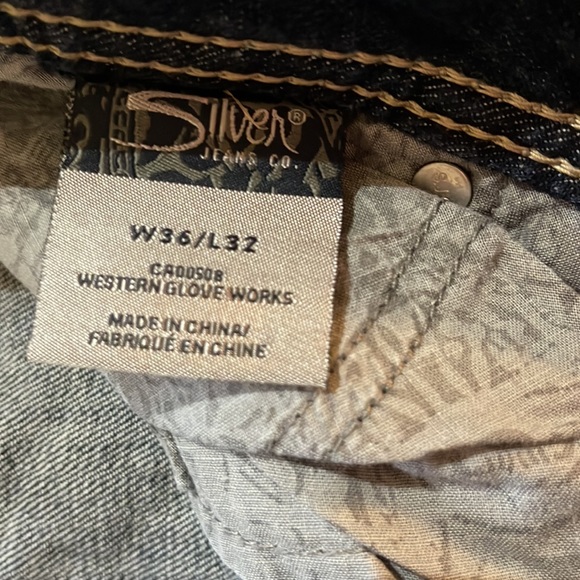 Silver®
JEANS CO.
W36/L32
CA00508
WESTERN GLOVE WORKS
MADE IN CHINA/
FABRIQUÉ EN CHINE